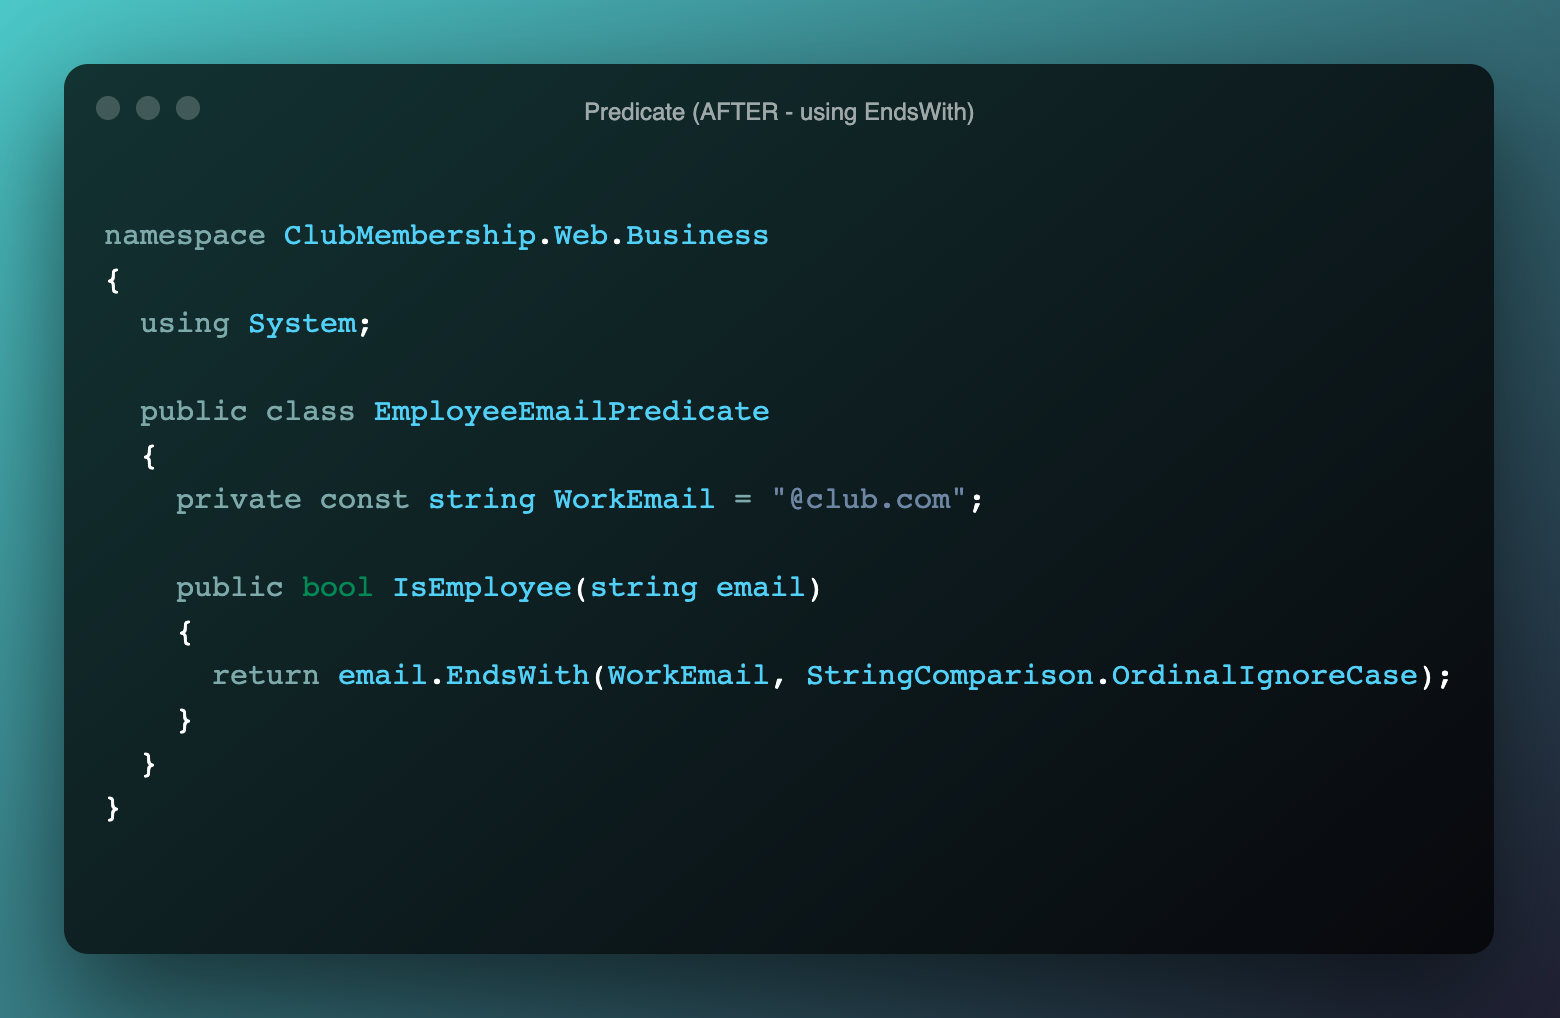 Predicate (AFTER - using EndsWith)
namespace ClubMembership.Web.Business
{
  using System;

  public class EmployeeEmailPredicate
  {
    private const string WorkEmail = "@club.com";

    public bool IsEmployee(string email)
    {
      return email.EndsWith(WorkEmail, StringComparison.OrdinalIgnoreCase);
    }
  }
}